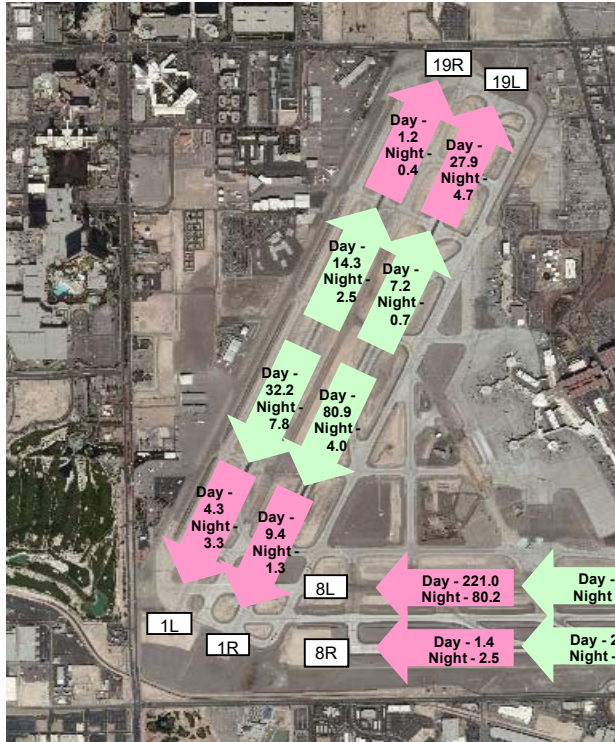 19R
19L
Day -
1.2
Night -
0.4
Day -
27.9
Night -
4.7
Day -
14.3
Night -
2.5
Day -
7.2
Night -
0.7
Day -
32.2
Night -
7.8
Day -
80.9
Night -
4.0
Day -
4.3
Night -
3.3
Day -
9.4
Night -
1.3
8L
Day - 221.0
Night - 80.2
Day -
Night
1L
1R
8R
Day - 1.4
Night - 2.5
Day - 2
Night -